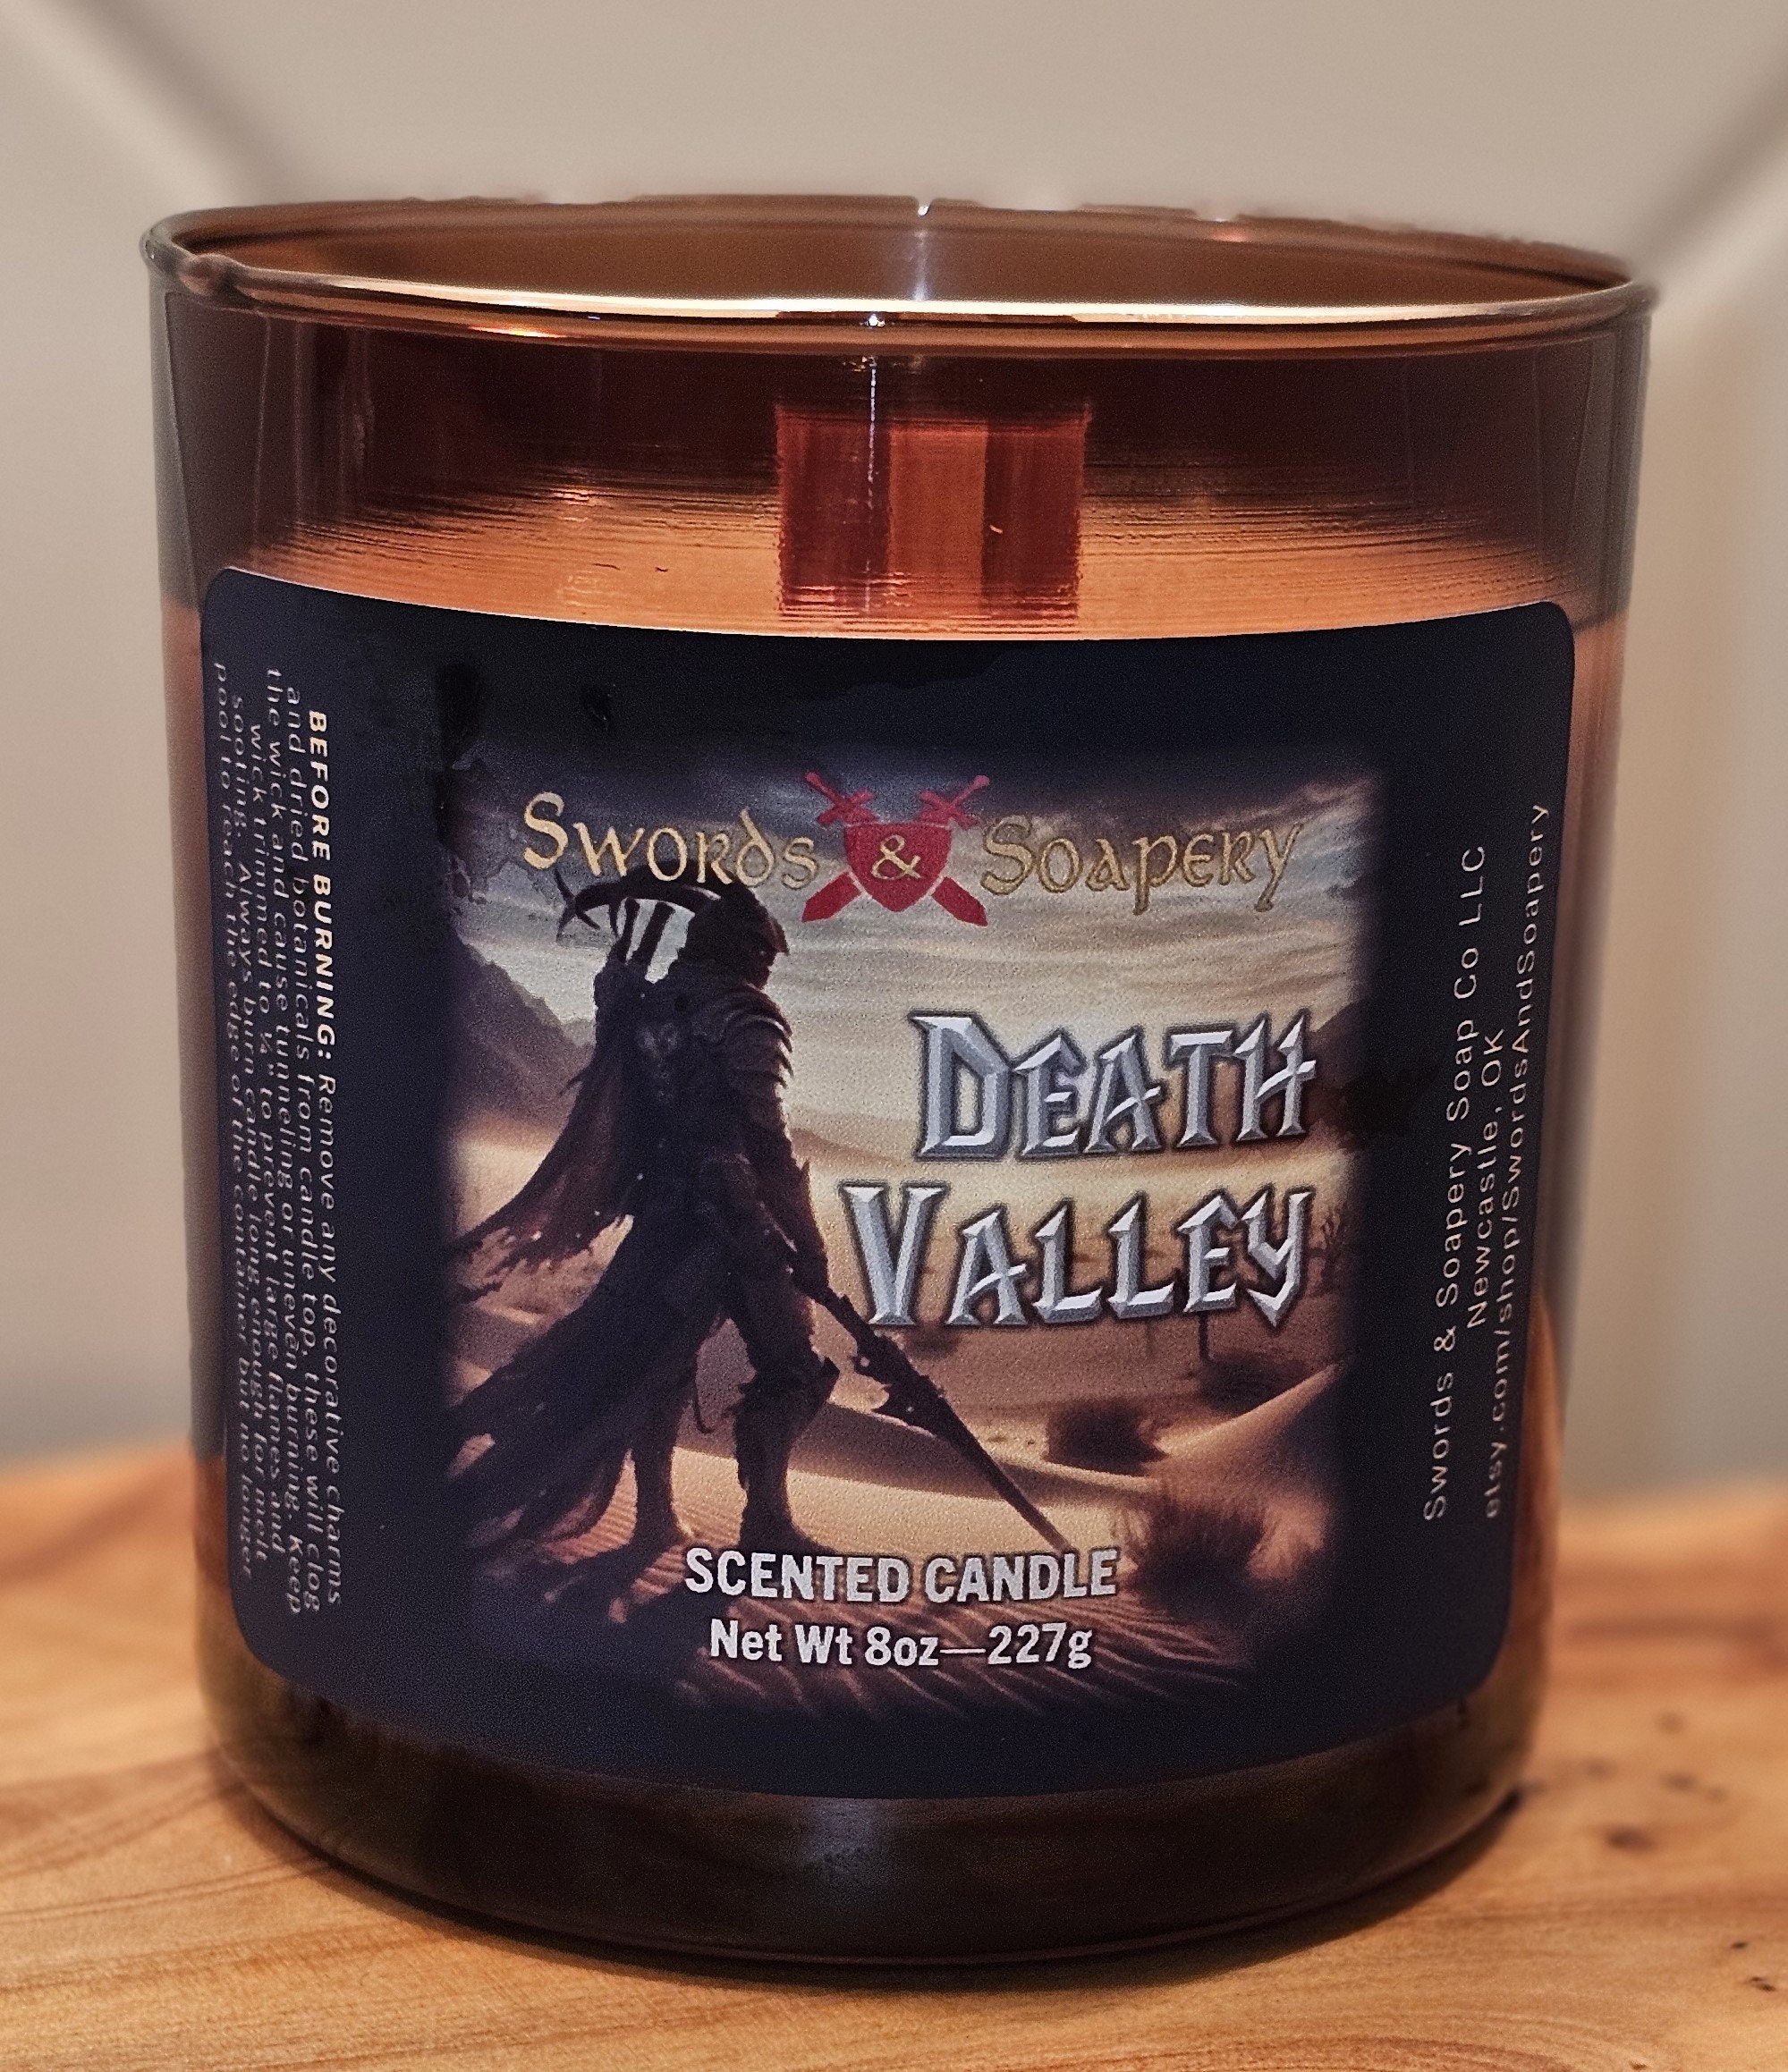 Swords & Soapery
DEATH
VALLEY
SCENTED CANDLE
Net Wt 8oz—227g
BEFORE BURNING: Remove any decorative charms
and dried botanicals from candle top, these will clog
the wick and cause tunneling or uneven burning. Keep
wick trimmed to ¼" to prevent large flames and
sooting. Always burn candle long enough for melt
pool to reach the edge of the container but no longer
Swords & Soapery Soap Co LLC
Newcastle, OK
etsy.com/shop/SwordsAndSoapery